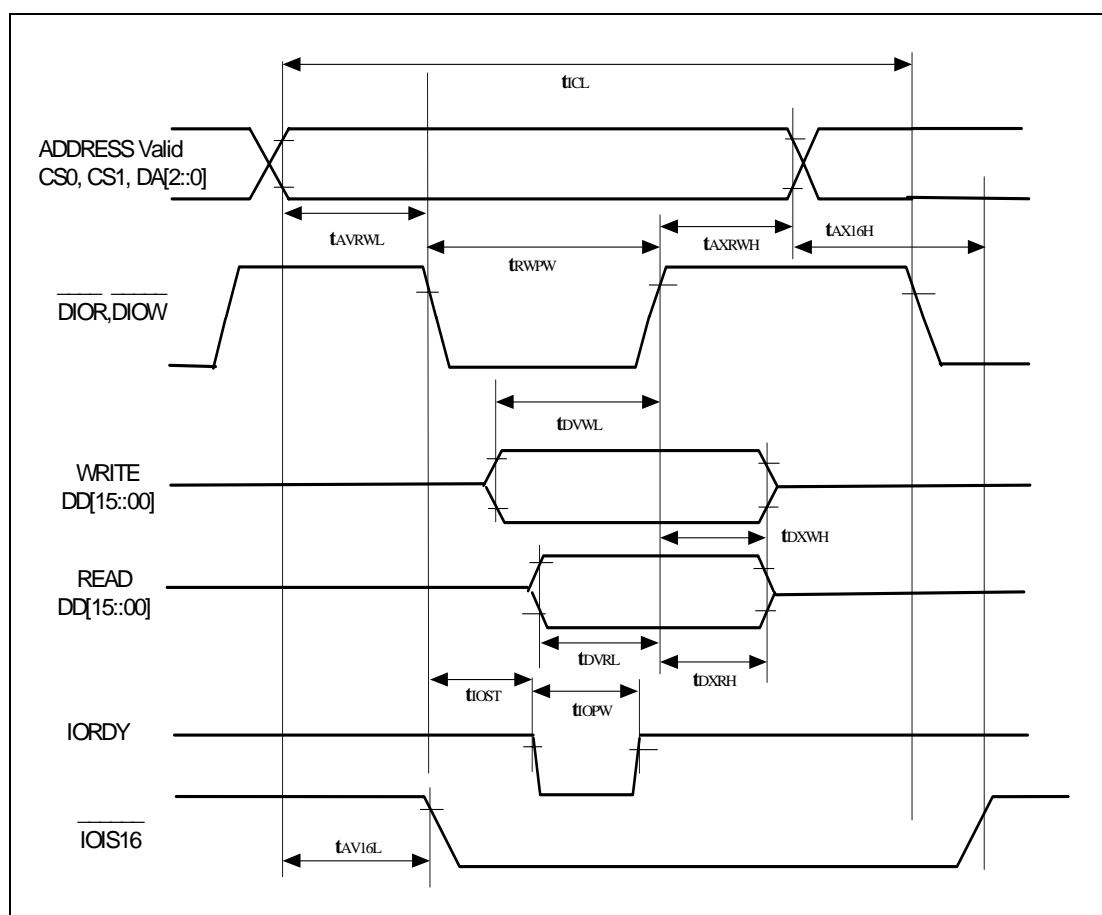 tICL
ADDRESS Valid
CS0, CS1, DA[2::0]
tAVRWL
tRWPW
tAXRWH
tAX16H
DIOR,DIOW
tDVWL
WRITE
DD[15::00]
tDXWH
READ
DD[15::00]
tDVRL
tDXRH
tIOST
tIOPW
IORDY
IOIS16
tAV16L